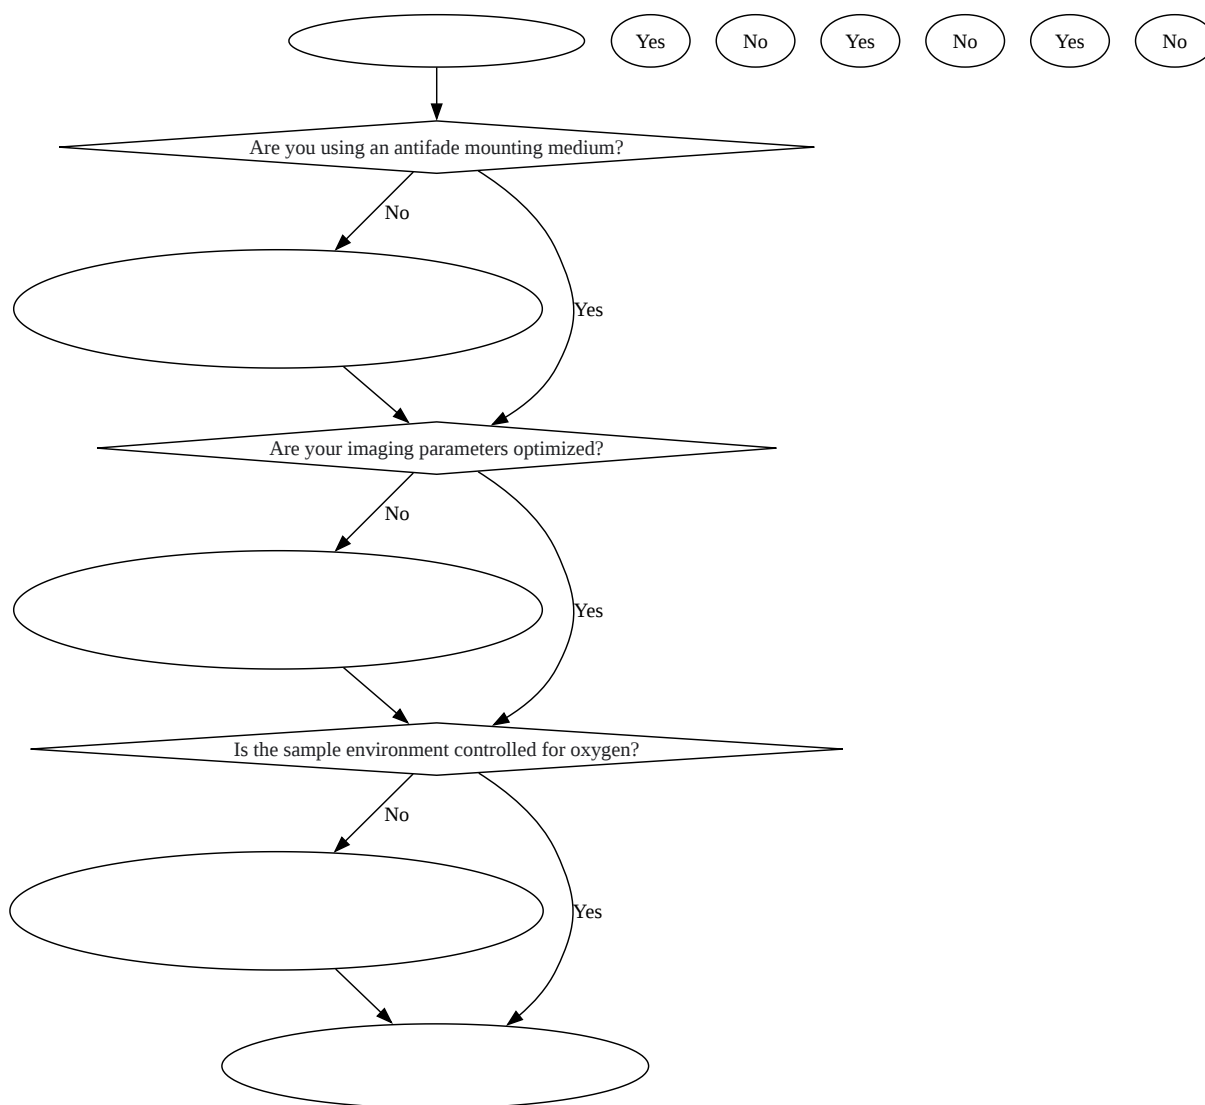 Yes
No
Yes
No
Yes
No
Are you using an antifade mounting medium?
No
Yes
Are your imaging parameters optimized?
No
Yes
Is the sample environment controlled for oxygen?
No
Yes